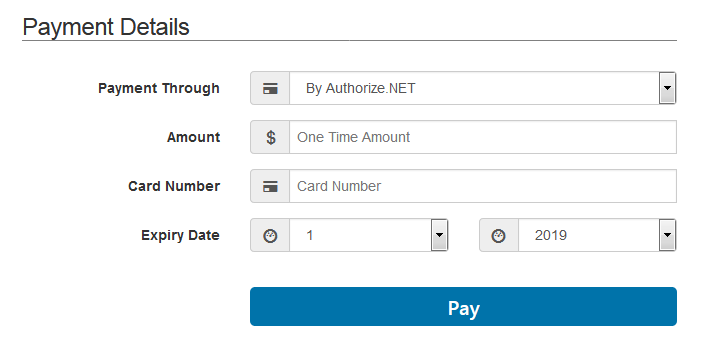 Payment Details
Payment Through By Authorize.NET
Amount $ One Time Amount
Card Number Card Number
Expiry Date 1 2019
Pay